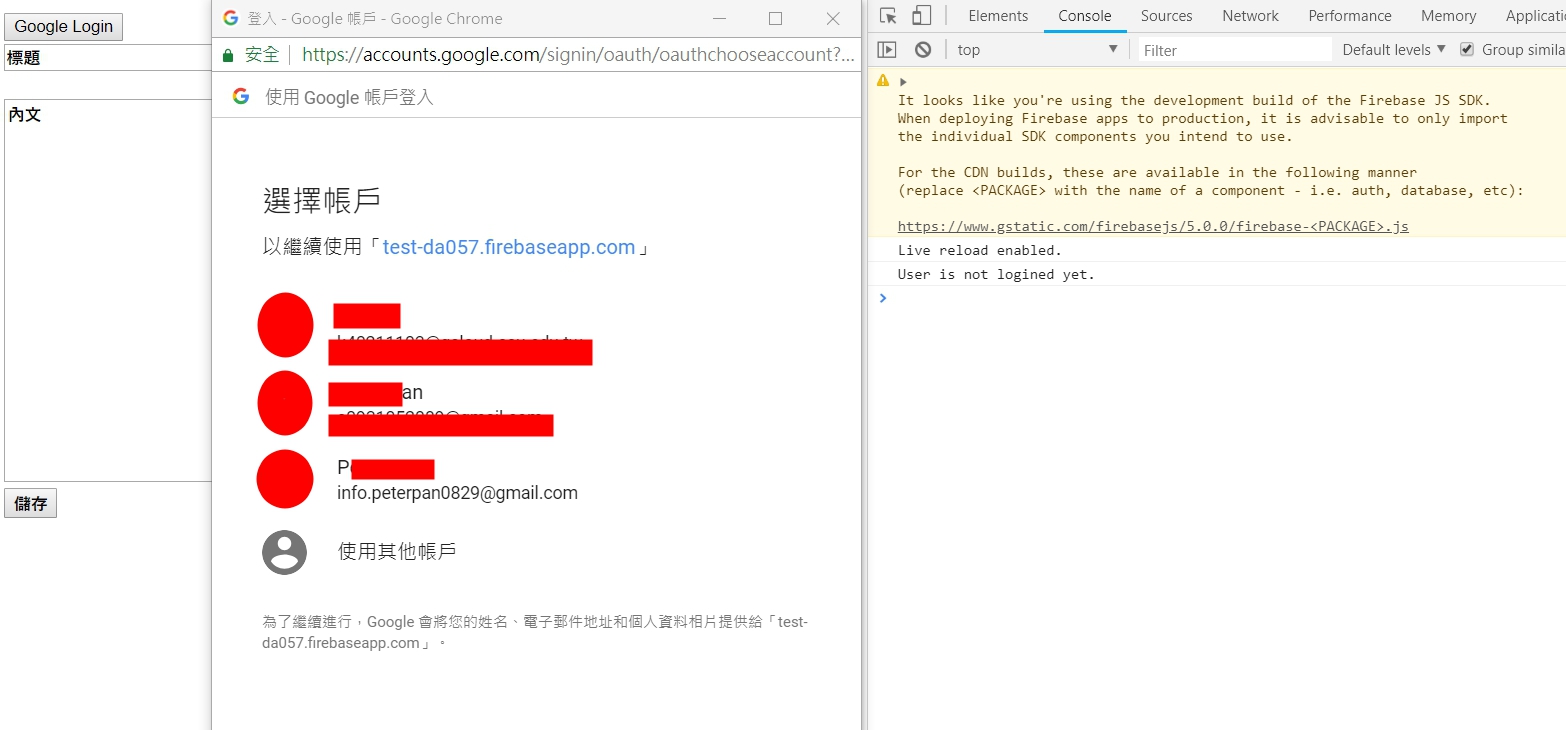 Google Login
標題
內文
儲存
登入 - Google 帳戶 - Google Chrome
安全 https://accounts.google.com/signin/oauth/oauthchooseaccount?...
使用 Google 帳戶登入
選擇帳戶
以繼續使用「test-da057.firebaseapp.com」
an
info.peterpan0829@gmail.com
使用其他帳戶
為了繼續進行，Google 會將您的姓名、電子郵件地址和個人資料相片提供給「test-
da057.firebaseapp.com」。
Elements Console Sources Network Performance Memory Applicati
top Filter Default levels Group simila
It looks like you're using the development build of the Firebase JS SDK.
When deploying Firebase apps to production, it is advisable to only import
the individual SDK components you intend to use.
For the CDN builds, these are available in the following manner
(replace <PACKAGE> with the name of a component - i.e. auth, database, etc):
https://www.gstatic.com/firebasejs/5.0.0/firebase-<PACKAGE>.js
Live reload enabled.
User is not logined yet.